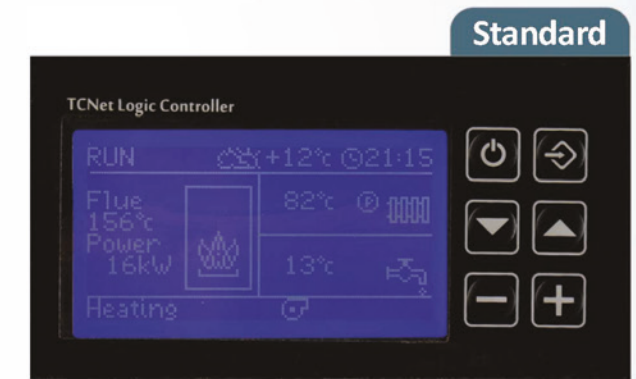 Standard
TCNet Logic Controller
RUN +12°c 21:15
Flue
156°c
82°c P
Power
16kW
13°c
Heating